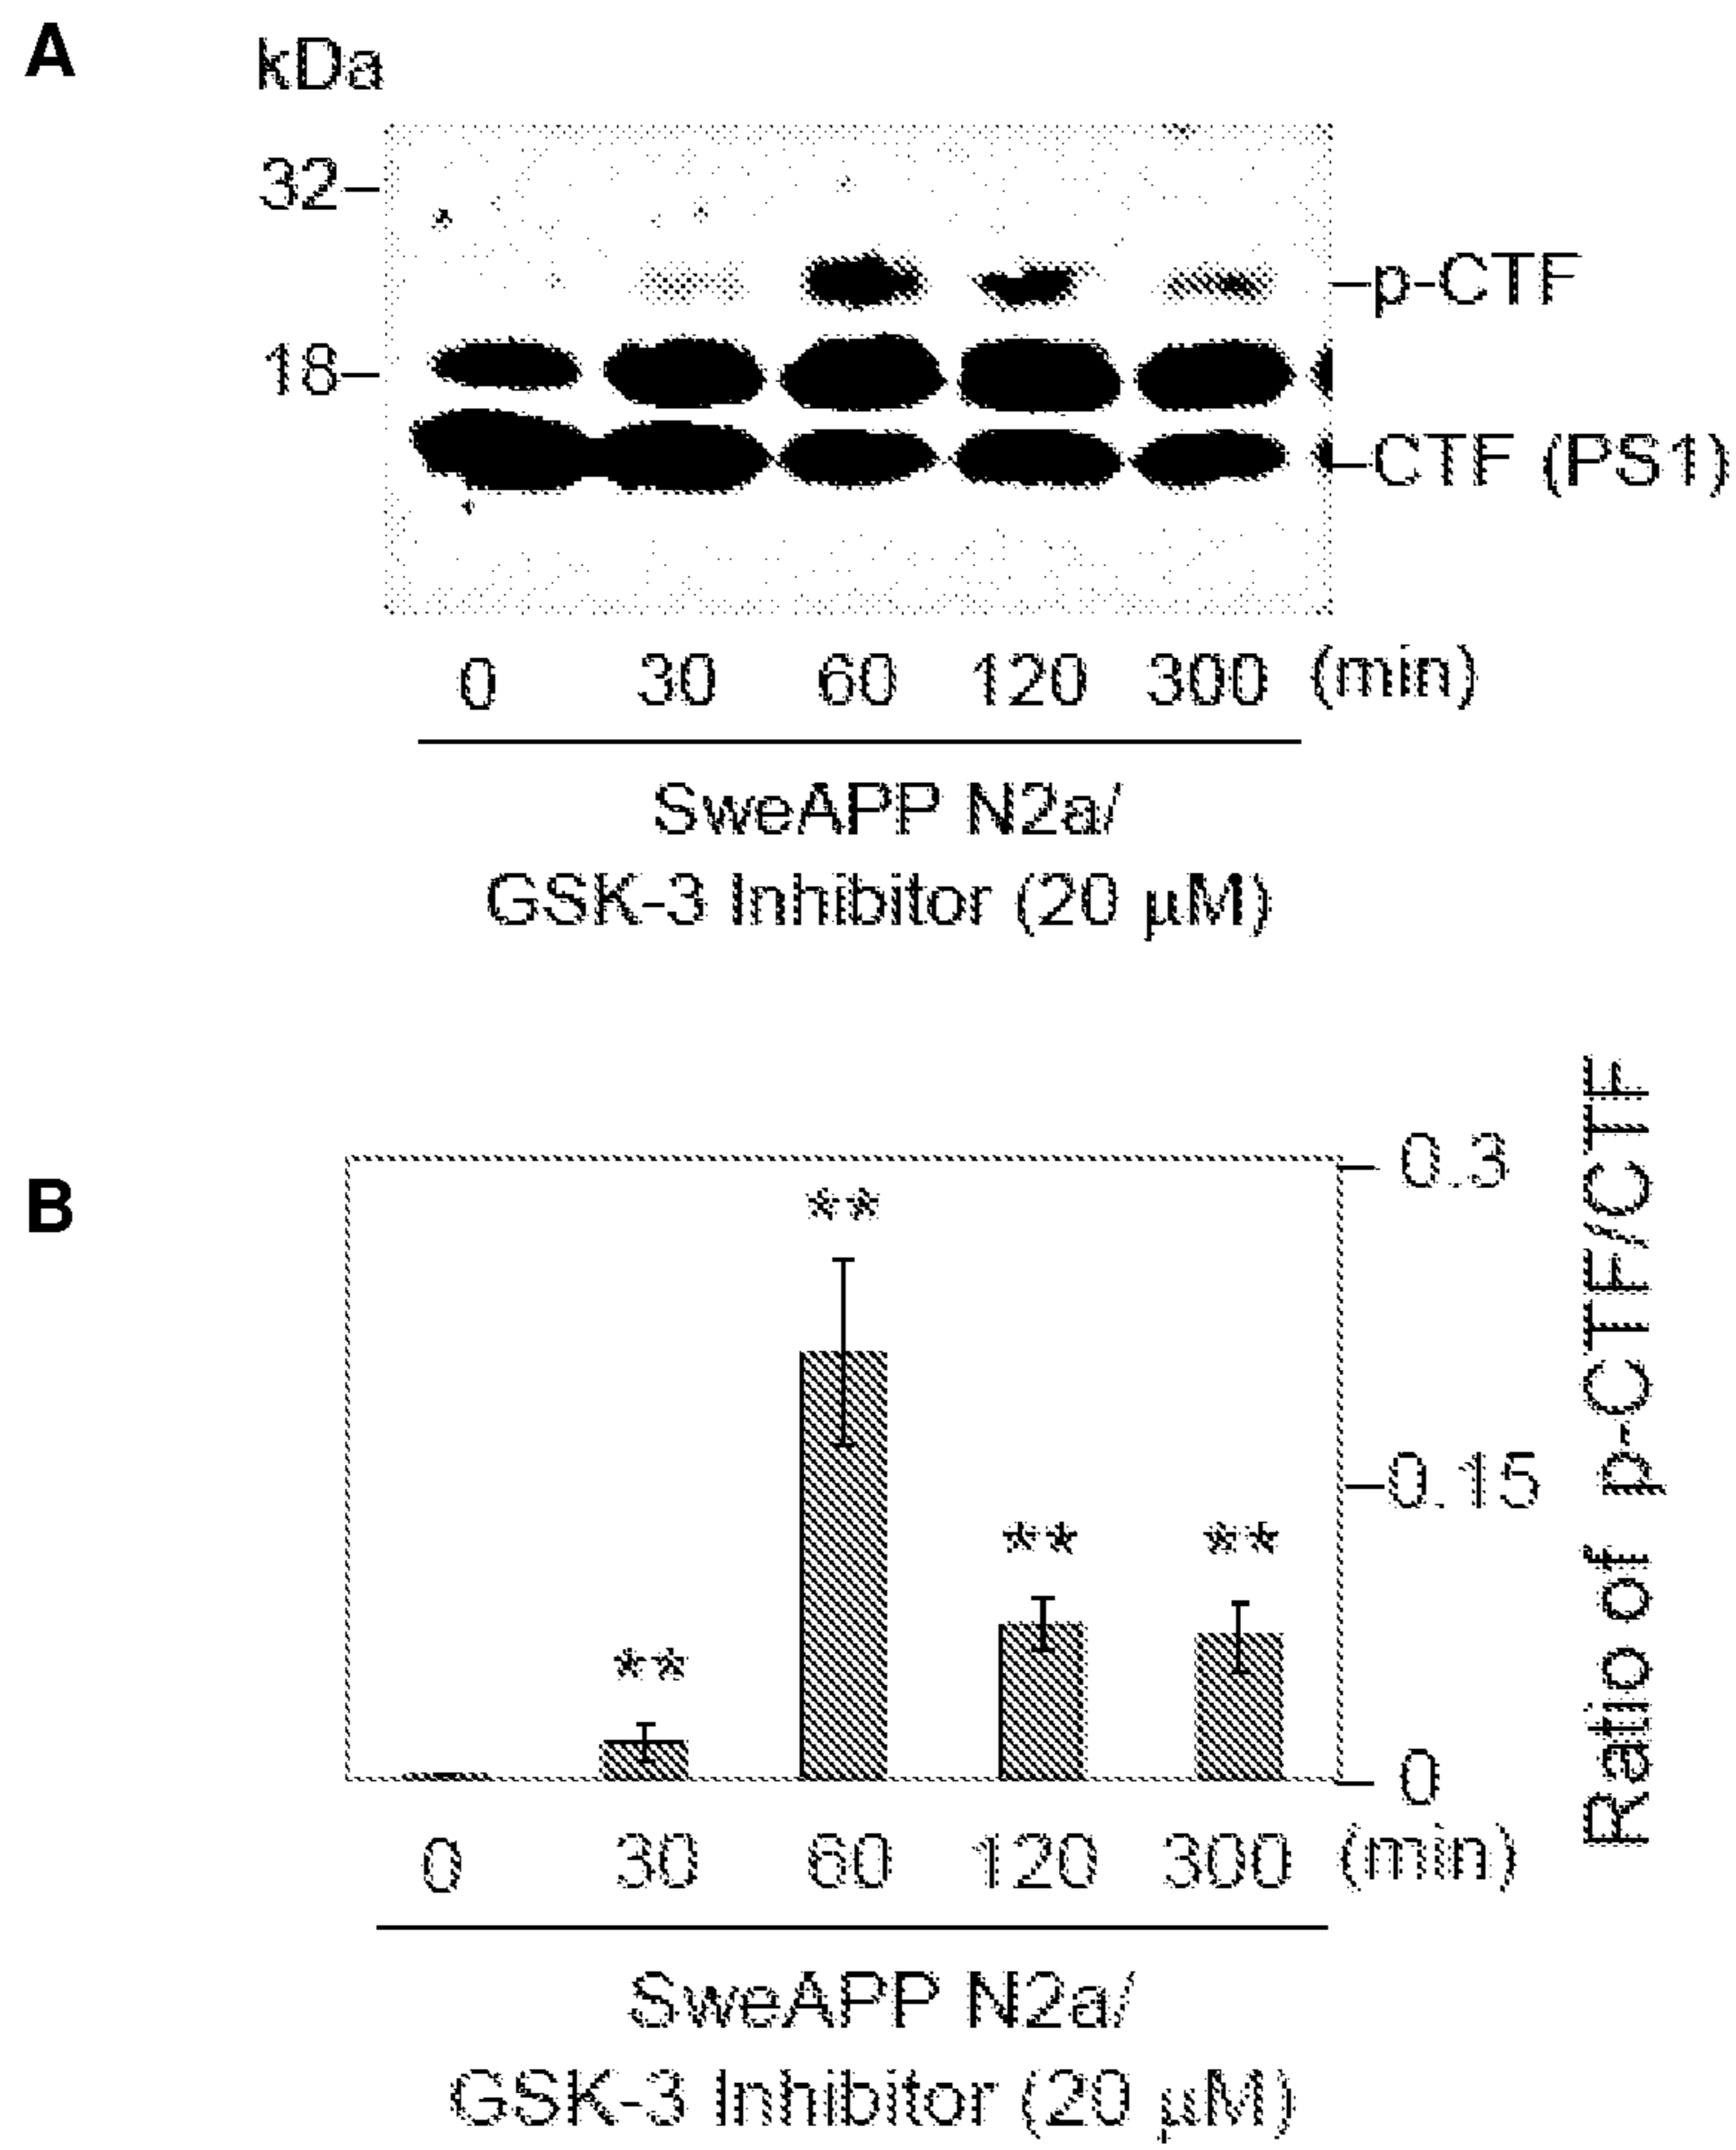 A
kDa
32
p-CTF
18
CTF (PS1)
0 30 60 120 300 (min)
SweAPP N2a/
GSK-3 Inhibitor (20 μM)
B
0.3
**
0.15
** **
**
0
Ratio of p-CTF/CTF
0 30 60 120 300 (min)
SweAPP N2a/
GSK-3 Inhibitor (20 μM)